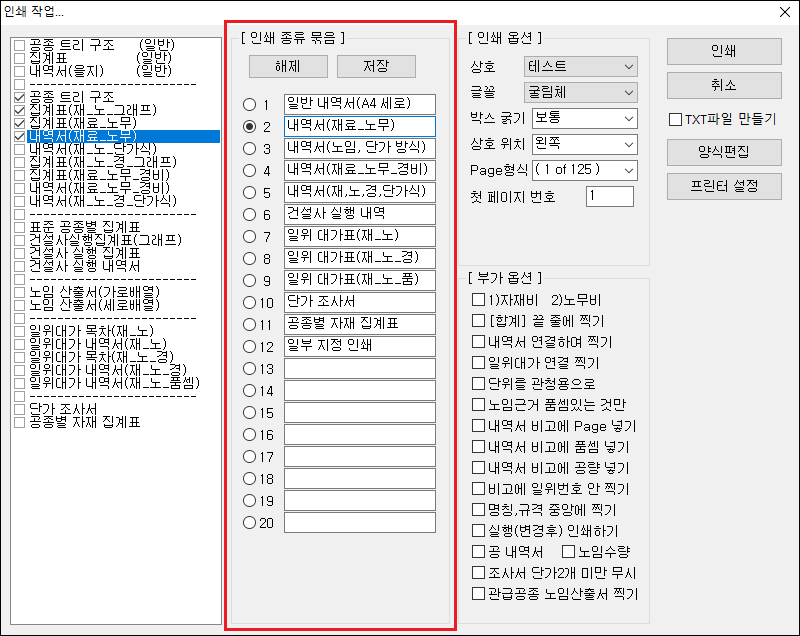 인쇄 작업...
공종 트리 구조 (일반)
집계표 (일반)
내역서(을지) (일반)
--------------------------
공종 트리 구조
집계표(재_노_그래프)
집계표(재료_노무)
내역서(재료_노무)
내역서(재_노_단가식)
집계표(재_노_경_그래프)
집계표(재료_노무_경비)
내역서(재료_노무_경비)
내역서(재_노_경_단가식)
--------------------------
표준 공종별 집계표
건설사실행집계표(그래프)
건설사 실행 집계표
건설사 실행 내역서
--------------------------
노임 산출서(가로배열)
노임 산출서(세로배열)
--------------------------
일위대가 목차(재_노)
일위대가 내역서(재_노)
일위대가 목차(재_노_경)
일위대가 내역서(재_노_경)
일위대가 내역서(재_노_품셈)
--------------------------
단가 조사서
공종별 자재 집계표
[ 인쇄 종류 묶음 ]
해제 저장
1 일반 내역서(A4 세로)
2 내역서(재료_노무)
3 내역서(노임, 단가 방식)
4 내역서(재료_노무_경비)
5 내역서(재,노,경,단가식)
6 건설사 실행 내역
7 일위 대가표(재_노)
8 일위 대가표(재_노_경)
9 일위 대가표(재_노_품)
10 단가 조사서
11 공종별 자재 집계표
12 일부 지정 인쇄
13
14
15
16
17
18
19
20
[ 인쇄 옵션 ]
상호 테스트
글꼴 굴림체
박스 굵기 보통
상호 위치 왼쪽
Page형식 ( 1 of 125 )
첫 페이지 번호 1
[ 부가 옵션 ]
1)자재비 2)노무비
[합계] 끝 줄에 찍기
내역서 연결하며 찍기
일위대가 연결 찍기
단위를 관청용으로
노임근거 품셈있는 것만
내역서 비고에 Page 넣기
내역서 비고에 품셈 넣기
내역서 비고에 공량 넣기
비고에 일위번호 안 찍기
명칭,규격 중앙에 찍기
실행(변경후) 인쇄하기
공 내역서 노임수량
조사서 단가2개 미만 무시
관급공종 노임산출서 찍기
인쇄
취소
TXT파일 만들기
양식편집
프린터 설정